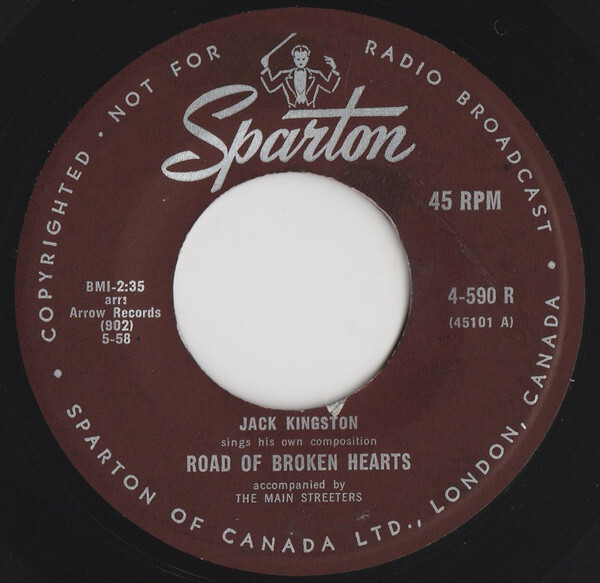 COPYRIGHTED · NOT FOR RADIO BROADCAST ·
Sparton
45 RPM
BMI-2:35
arr:
Arrow Records
(902)
5-58
4-590 R
(45101 A)
JACK KINGSTON
sings his own composition
ROAD OF BROKEN HEARTS
accompanied by
THE MAIN STREETERS
· SPARTON OF CANADA LTD., LONDON, CANADA